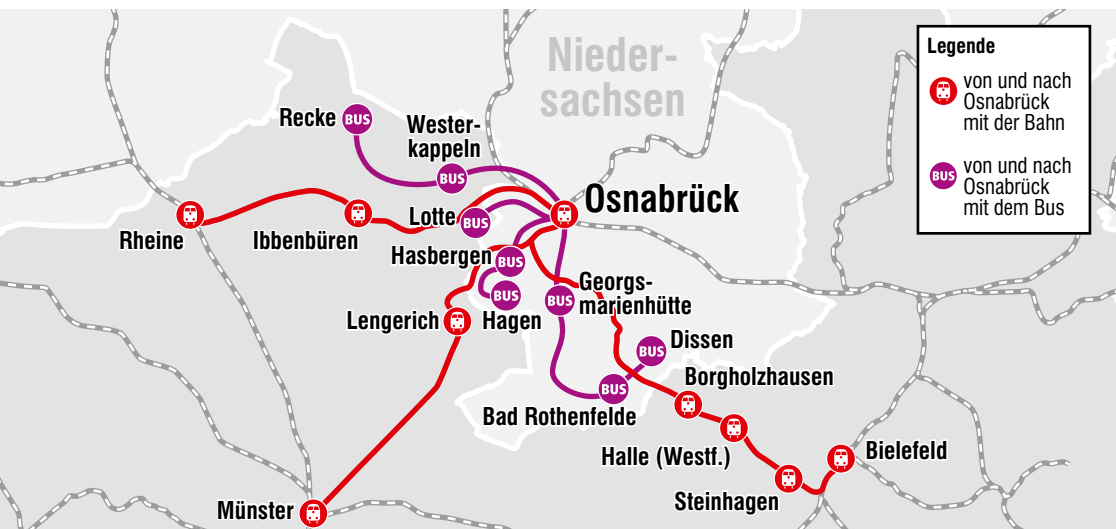 Nieder-
sachsen
Legende
von und nach
Osnabrück
mit der Bahn
BUS
von und nach
Osnabrück
mit dem Bus
Recke
BUS
Wester-
kappeln
BUS
Osnabrück
Rheine
Ibbenbüren
Lotte
BUS
Hasbergen
BUS
BUS
Hagen
Georgs-
marienhütte
BUS
Lengerich
Dissen
BUS
Borgholzhausen
BUS
Bad Rothenfelde
Halle (Westf.)
Bielefeld
Steinhagen
Münster